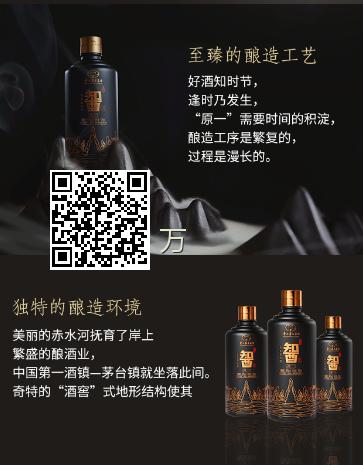 至臻的酿造工艺
好酒知时节，
逢时乃发生，
“原一”需要时间的积淀，
酿造工序是繁复的，
过程是漫长的。
智
万
独特的酿造环境
美丽的赤水河抚育了岸上
繁盛的酿酒业，
中国第一酒镇—茅台镇就坐落此间。
奇特的“酒窖”式地形结构使其
智
智
智